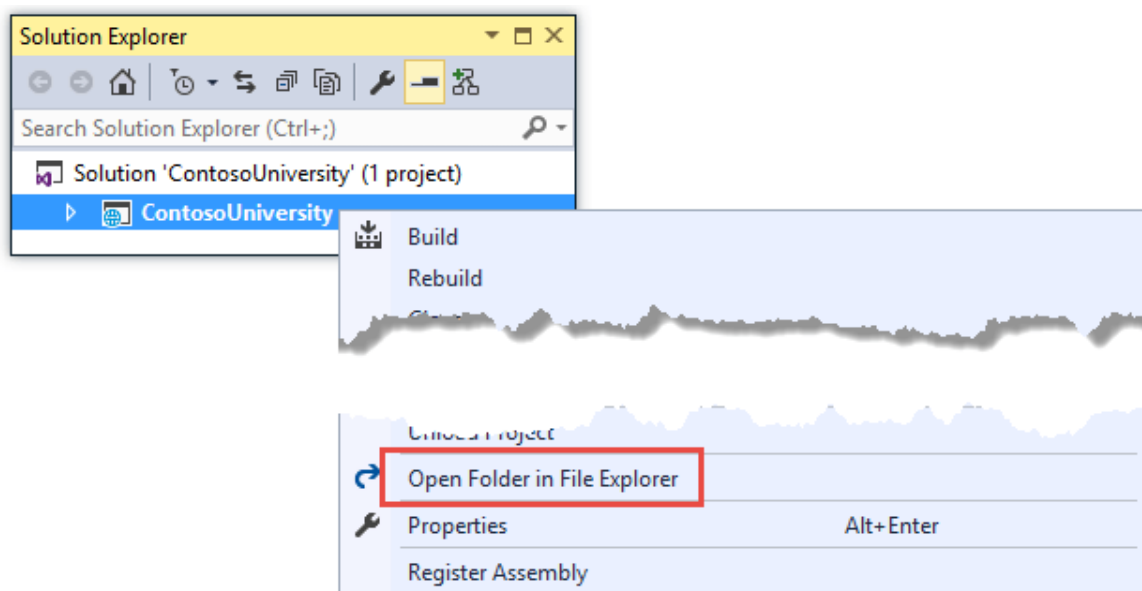 Solution Explorer
Search Solution Explorer (Ctrl+;)
Solution 'ContosoUniversity' (1 project)
ContosoUniversity
Build
Rebuild
Open Folder in File Explorer
Properties Alt+Enter
Register Assembly